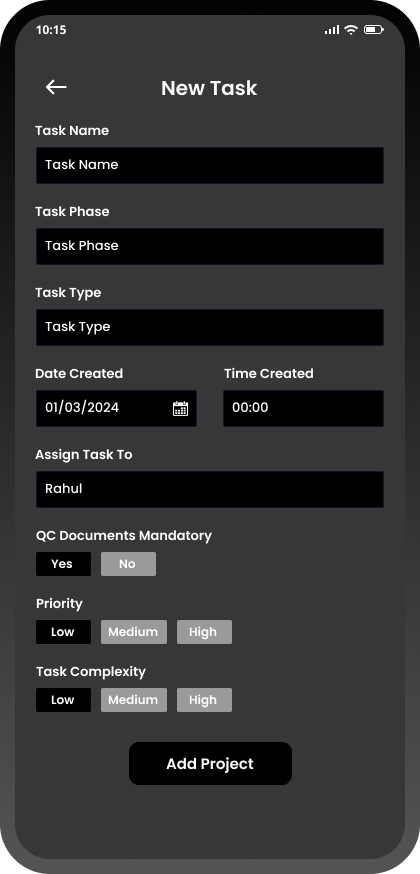 10:15
New Task
Task Name
Task Name
Task Phase
Task Phase
Task Type
Task Type
Date Created Time Created
01/03/2024 00:00
Assign Task To
Rahul
QC Documents Mandatory
Yes No
Priority
Low Medium High
Task Complexity
Low Medium High
Add Project